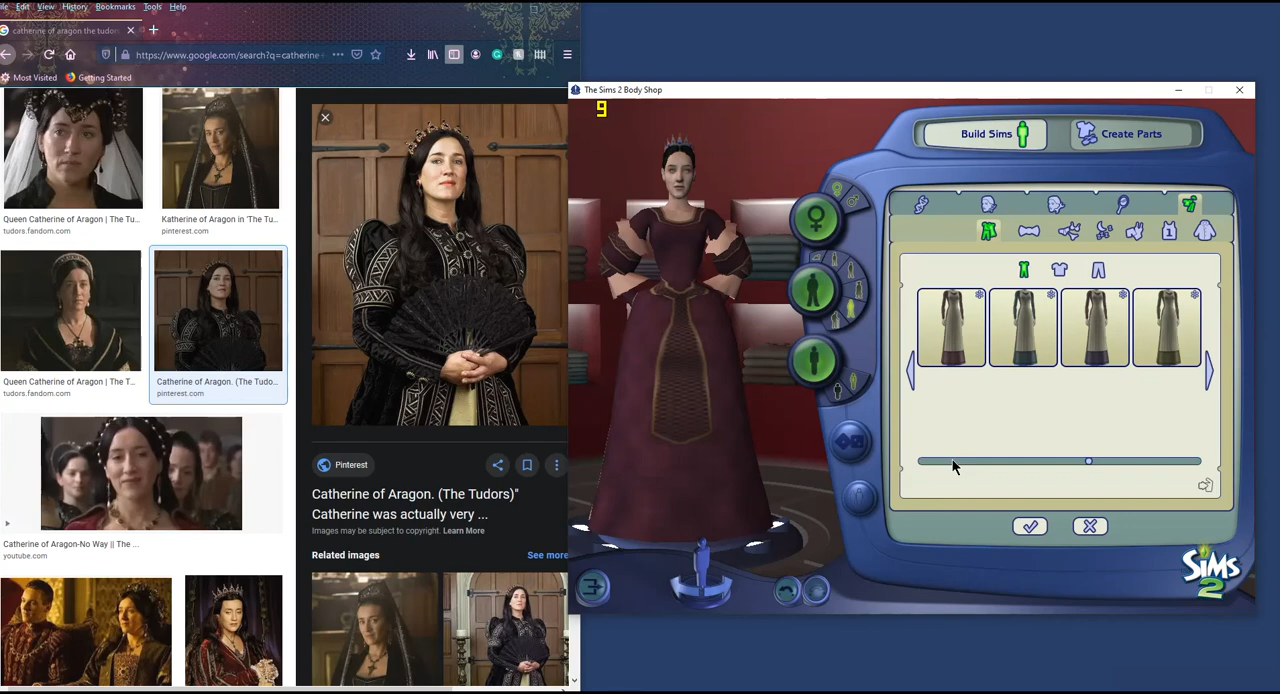 ile Edit View History Bookmarks Tools Help
catherine of aragon the tudors
https://www.google.com/search?q=catherine-
Most Visited Getting Started
Queen Catherine of Aragon | The Tu...
tudors.fandom.com
Katherine of Aragon in 'The Tu...
pinterest.com
Queen Catherine of Aragon | The T...
tudors.fandom.com
Catherine of Aragon. (The Tudo...
pinterest.com
Catherine of Aragon-No Way || The ...
youtube.com
Pinterest
Catherine of Aragon. (The Tudors)"
Catherine was actually very ...
Images may be subject to copyright. Learn More
Related images
See more
The Sims 2 Body Shop
9
Build Sims
Create Parts
1
SiMS
2